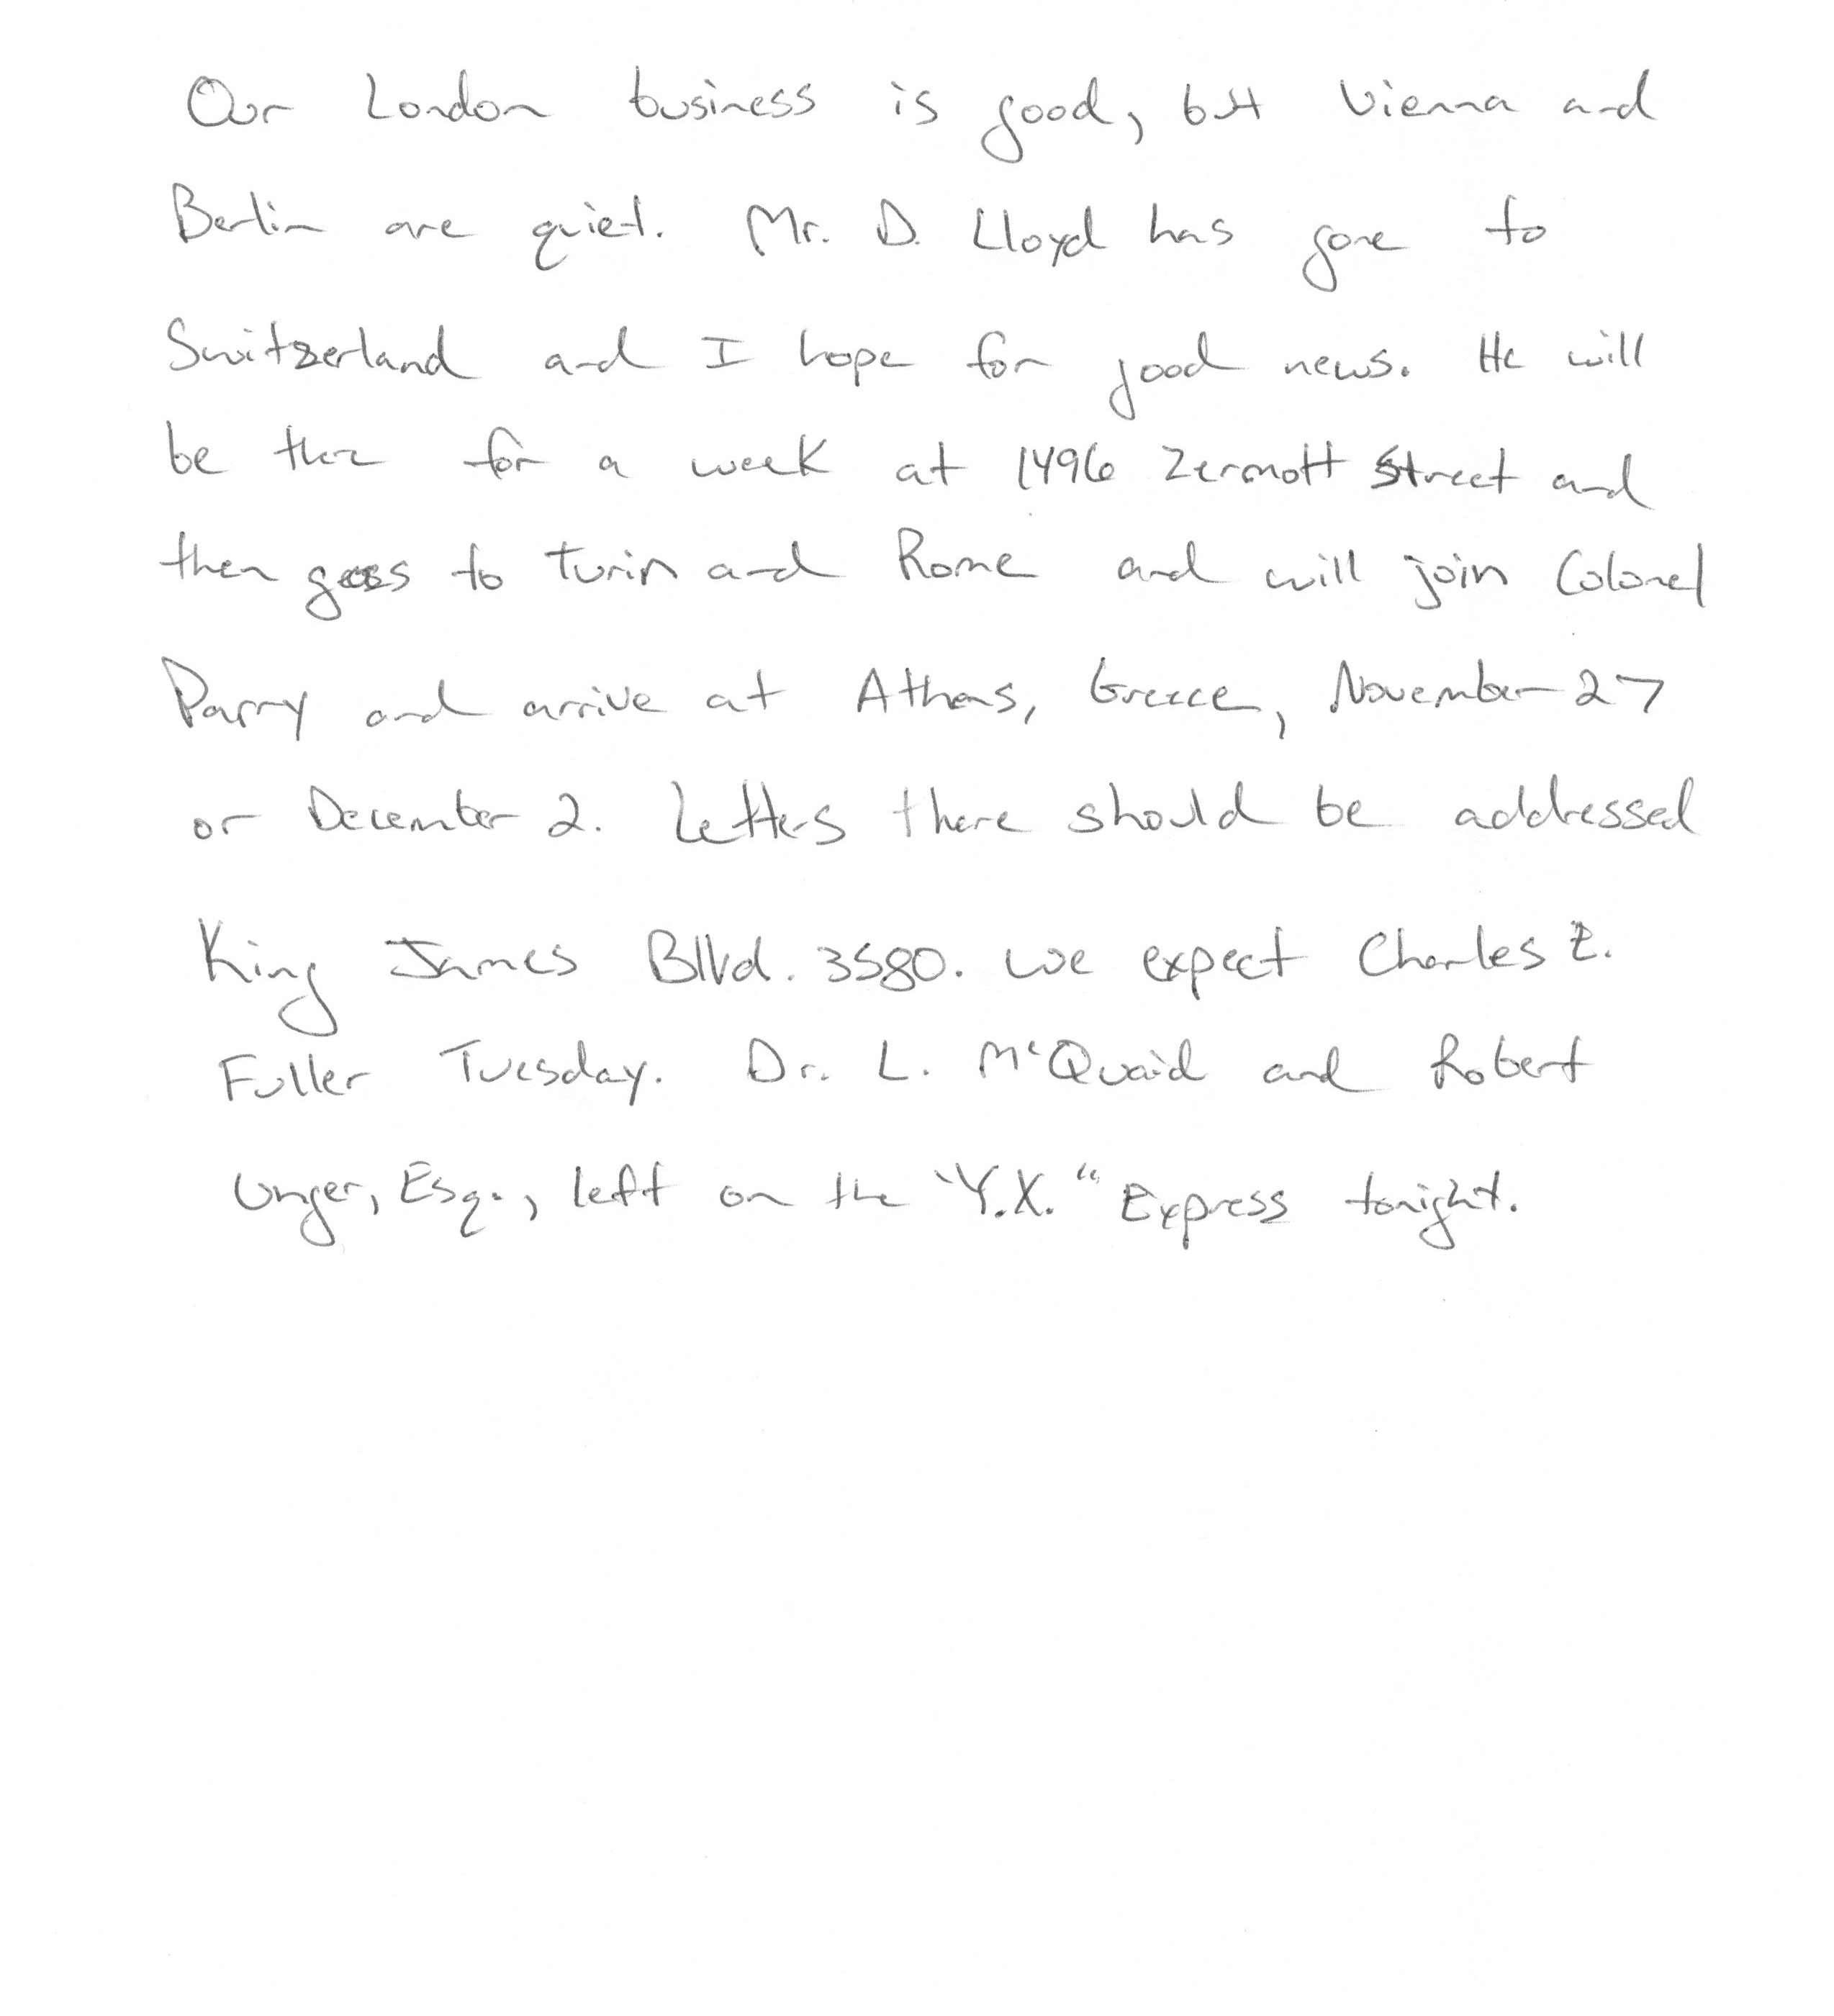 Our London business is good, but Vienna and
Berlin are quiet. Mr. D. Lloyd has gone to
Switzerland and I hope for good news. He will
be there for a week at 1496 Zermott Street and
then goes to Turin and Rome and will join Colonel
Parry and arrive at Athens, Greece, November 27
or December 2. Letters there should be addressed
King James Bllvd. 3580. We expect Charles E.
Fuller Tuesday. Dr. L. McQuaid and Robert
Unger, Esq., left on the "Y.X." Express tonight.